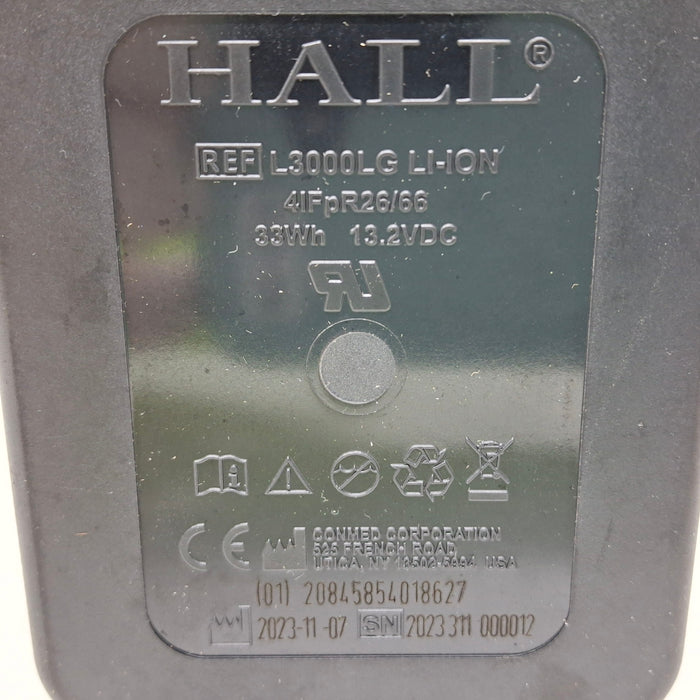 HALL®
REF L3000LG LI-ION
4IFpR26/66
33Wh 13.2VDC
CE CONMED CORPORATION
525 FRENCH ROAD
UTICA, NY 13502-5994 USA
(01) 20845854018627
2023-11-07 SN 2023311 000012